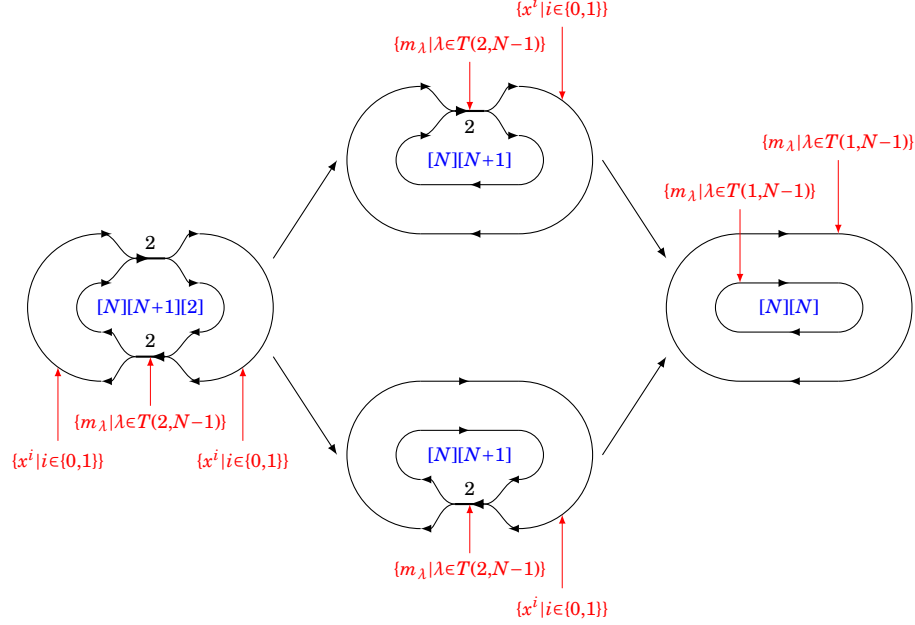 {x^i|i∈{0,1}}
{m_λ|λ∈T(2,N−1)}
2
[N][N+1]
{m_λ|λ∈T(1,N−1)}
{m_λ|λ∈T(1,N−1)}
2
[N][N+1][2]
[N][N]
2
{m_λ|λ∈T(2,N−1)}
{x^i|i∈{0,1}}
{x^i|i∈{0,1}}
[N][N+1]
2
{m_λ|λ∈T(2,N−1)}
{x^i|i∈{0,1}}